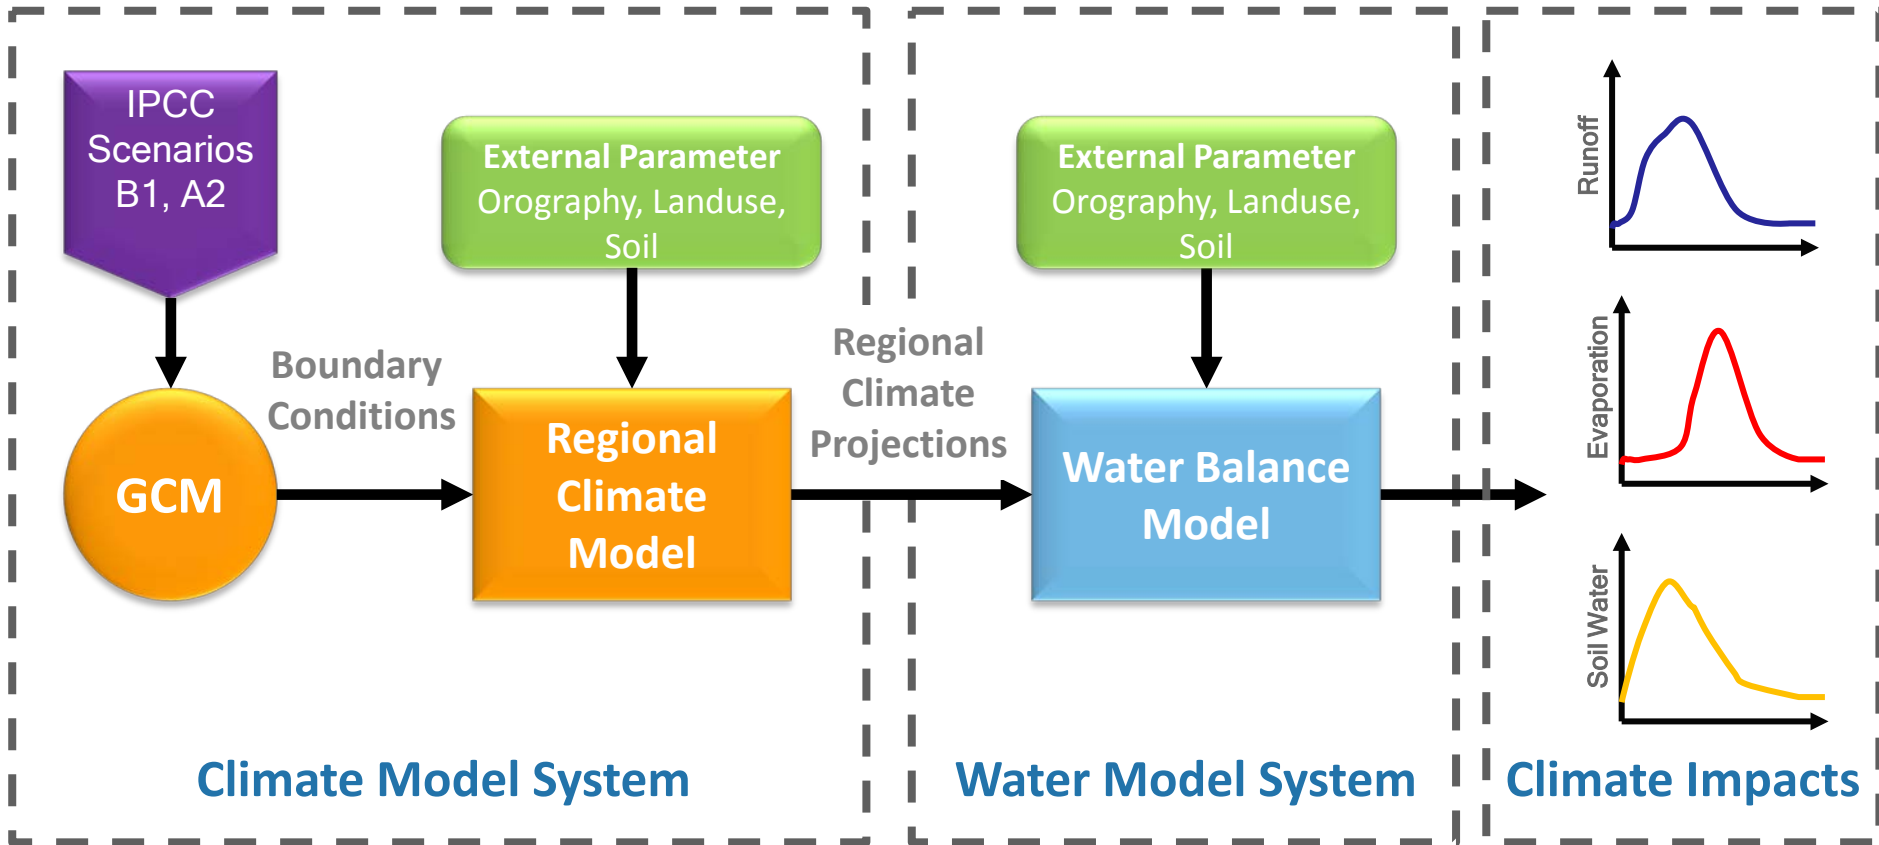 IPCC
Scenarios
B1, A2
External Parameter
Orography, Landuse,
Soil
GCM
Boundary
Conditions
Regional
Climate
Model
Regional
Climate
Projections
External Parameter
Orography, Landuse,
Soil
Water Balance
Model
Runoff
Evaporation
Soil Water
Climate Model System
Water Model System
Climate Impacts